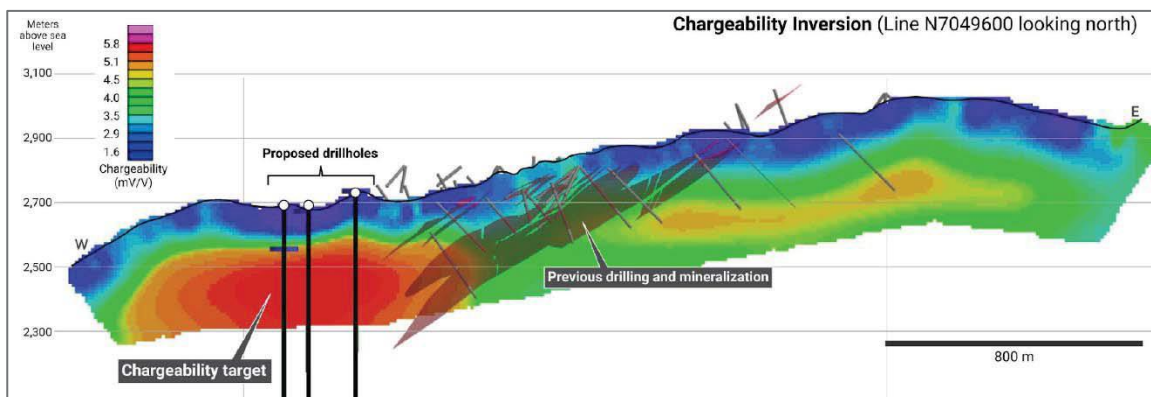 Chargeability Inversion (Line N7049600 looking north)
Meters
above sea
level
3,100
2,900
2,700
2,500
2,300
5.8
5.1
4.5
4.0
3.5
2.9
1.6
Chargeability
(mV/V)
Proposed drillholes
W
E
Previous drilling and mineralization
Chargeability target
800 m